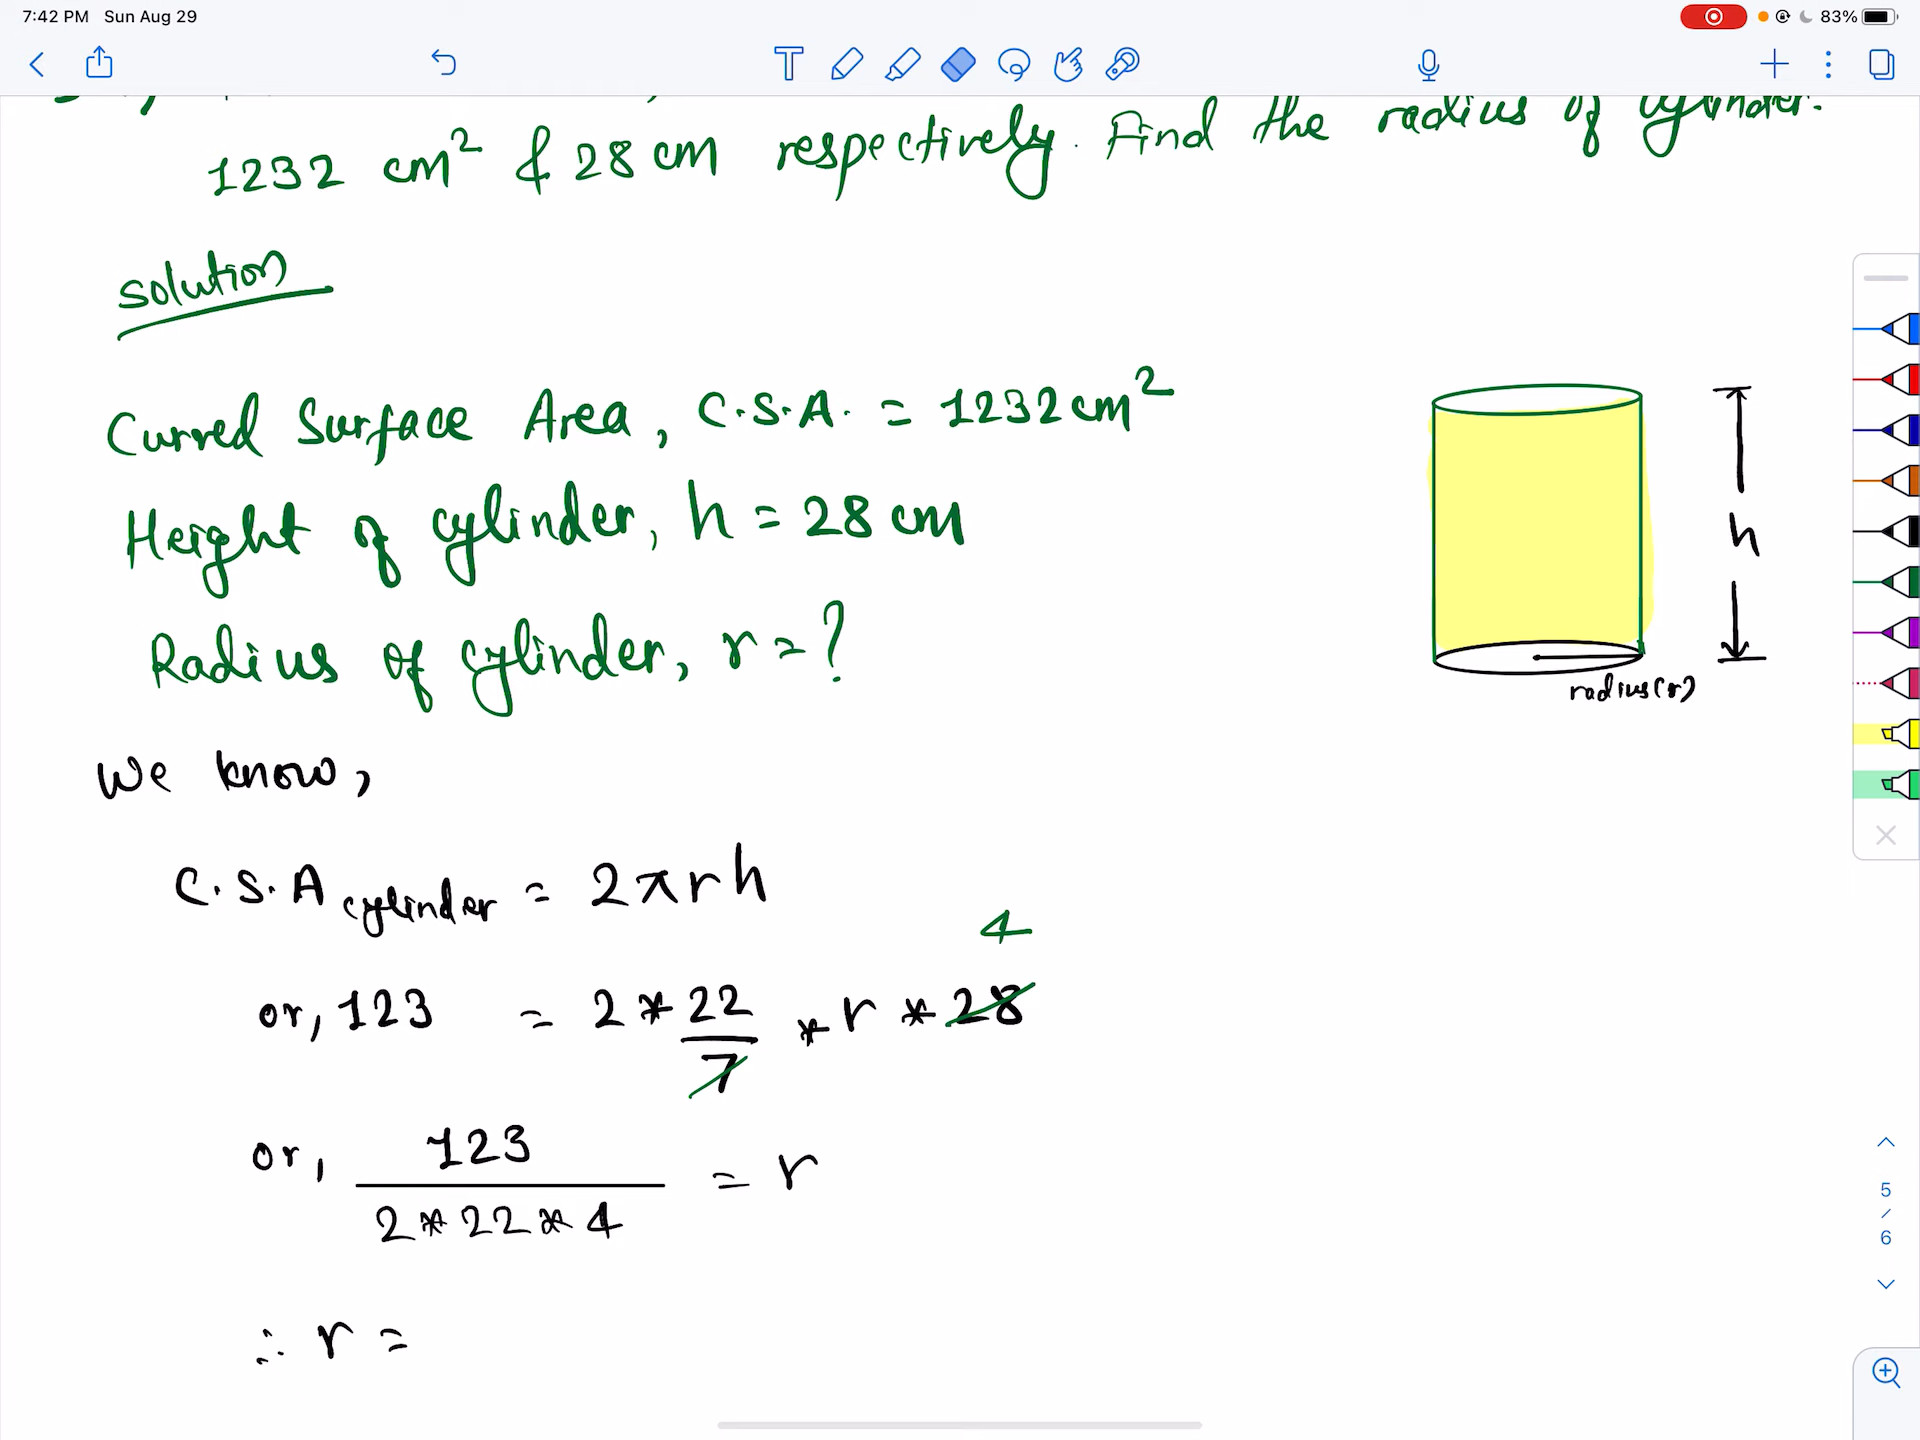 7:42 PM Sun Aug 29
83%
1232 cm² & 28 cm respectively. Find the radius of cylinder.
solution
Curved Surface Area, C.S.A. = 1232 cm²
Height of cylinder, h = 28 cm
Radius of cylinder, r = ?
h
radius(r)
We know,
C.S.A cylinder = 2πrh
4
or, 123 = 2 * 22/7 * r * 28
or, 123/(2 * 22 * 4) = r
∴ r =
5
/
6